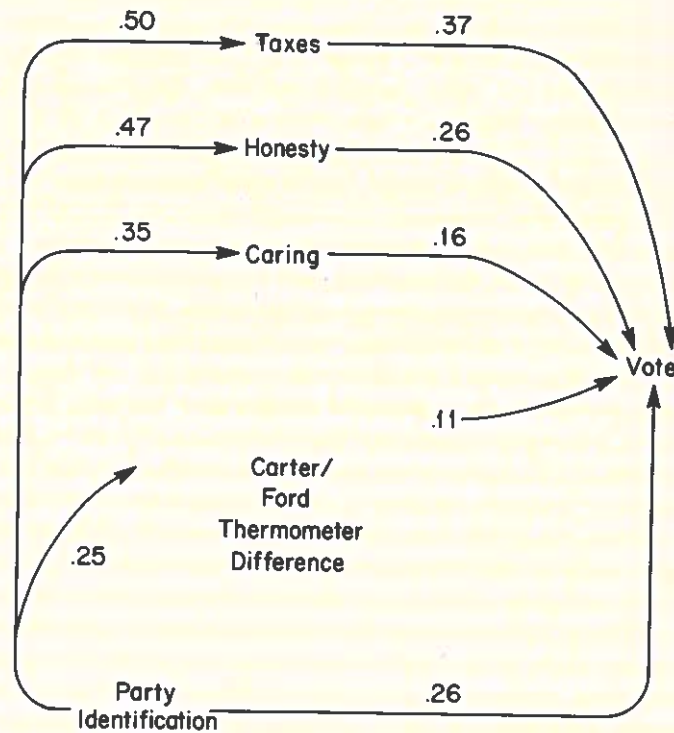 .50 Taxes .37
.47 Honesty .26
.35 Caring .16
Vote
.11
Carter/
Ford
Thermometer
Difference
.25
Party
Identification
.26